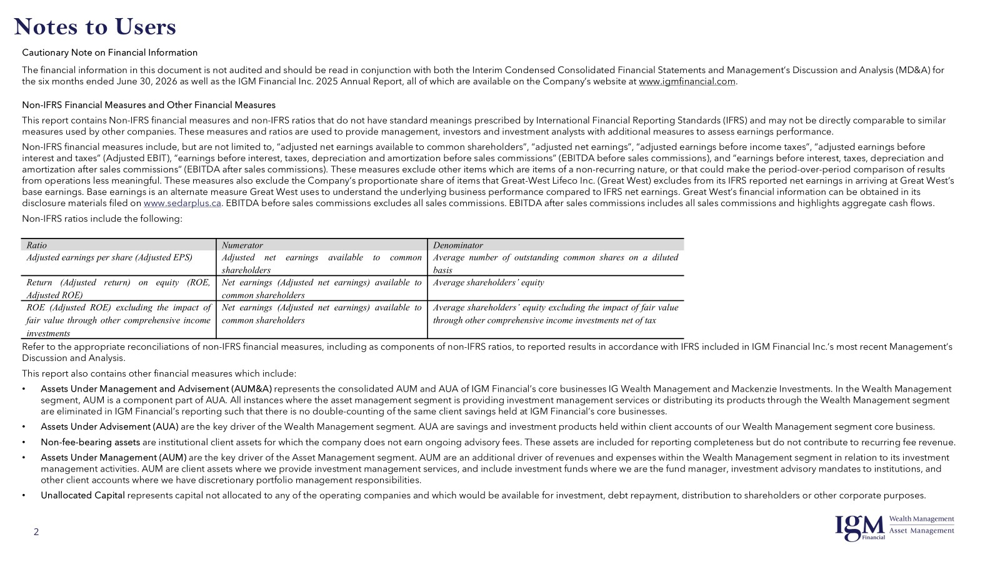 Notes to Users
Cautionary Note on Financial Information
The financial information in this document is not audited and should be read in conjunction with both the Interim Condensed Consolidated Financial Statements and Management’s Discussion and Analysis (MD&A) for
the six months ended June 30, 2026 as well as the IGM Financial Inc. 2025 Annual Report, all of which are available on the Company’s website at www.igmfinancial.com.
Non-IFRS Financial Measures and Other Financial Measures
This report contains Non-IFRS financial measures and non-IFRS ratios that do not have standard meanings prescribed by International Financial Reporting Standards (IFRS) and may not be directly comparable to similar
measures used by other companies. These measures and ratios are used to provide management, investors and investment analysts with additional measures to assess earnings performance.
Non-IFRS financial measures include, but are not limited to, “adjusted net earnings available to common shareholders”, “adjusted net earnings”, “adjusted earnings before income taxes”, “adjusted earnings before
interest and taxes” (Adjusted EBIT), “earnings before interest, taxes, depreciation and amortization before sales commissions” (EBITDA before sales commissions), and “earnings before interest, taxes, depreciation and
amortization after sales commissions” (EBITDA after sales commissions). These measures exclude other items which are items of a non-recurring nature, or that could make the period-over-period comparison of results
from operations less meaningful. These measures also exclude the Company’s proportionate share of items that Great-West Lifeco Inc. (Great West) excludes from its IFRS reported net earnings in arriving at Great West’s
base earnings. Base earnings is an alternate measure Great West uses to understand the underlying business performance compared to IFRS net earnings. Great West’s financial information can be obtained in its
disclosure materials filed on www.sedarplus.ca. EBITDA before sales commissions excludes all sales commissions. EBITDA after sales commissions includes all sales commissions and highlights aggregate cash flows.
Non-IFRS ratios include the following:
Ratio Numerator Denominator
Adjusted earnings per share (Adjusted EPS) Adjusted net earnings available to common Average number of outstanding common shares on a diluted
shareholders basis
Return (Adjusted return) on equity (ROE, Net earnings (Adjusted net earnings) available to Average shareholders’ equity
Adjusted ROE) common shareholders
ROE (Adjusted ROE) excluding the impact of Net earnings (Adjusted net earnings) available to Average shareholders’ equity excluding the impact of fair value
fair value through other comprehensive income common shareholders through other comprehensive income investments net of tax
investments
Refer to the appropriate reconciliations of non-IFRS financial measures, including as components of non-IFRS ratios, to reported results in accordance with IFRS included in IGM Financial Inc.’s most recent Management’s
Discussion and Analysis.
This report also contains other financial measures which include:
• Assets Under Management and Advisement (AUM&A) represents the consolidated AUM and AUA of IGM Financial’s core businesses IG Wealth Management and Mackenzie Investments. In the Wealth Management
segment, AUM is a component part of AUA. All instances where the asset management segment is providing investment management services or distributing its products through the Wealth Management segment
are eliminated in IGM Financial’s reporting such that there is no double-counting of the same client savings held at IGM Financial’s core businesses.
• Assets Under Advisement (AUA) are the key driver of the Wealth Management segment. AUA are savings and investment products held within client accounts of our Wealth Management segment core business.
• Non-fee-bearing assets are institutional client assets for which the company does not earn ongoing advisory fees. These assets are included for reporting completeness but do not contribute to recurring fee revenue.
• Assets Under Management (AUM) are the key driver of the Asset Management segment. AUM are an additional driver of revenues and expenses within the Wealth Management segment in relation to its investment
management activities. AUM are client assets where we provide investment management services, and include investment funds where we are the fund manager, investment advisory mandates to institutions, and
other client accounts where we have discretionary portfolio management responsibilities.
• Unallocated Capital represents capital not allocated to any of the operating companies and which would be available for investment, debt repayment, distribution to shareholders or other corporate purposes.
2
IGM Financial
Wealth Management
Asset Management